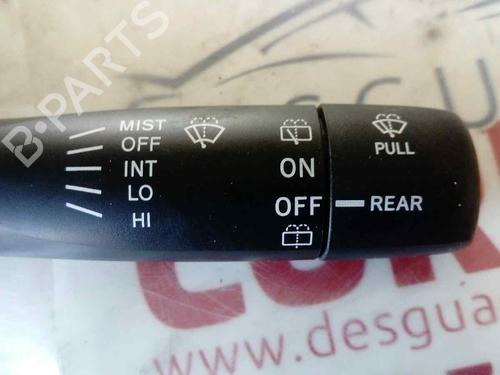 B-PARTS
MIST
OFF
INT
LO
HI
ON
OFF
PULL
REAR
www.desgua